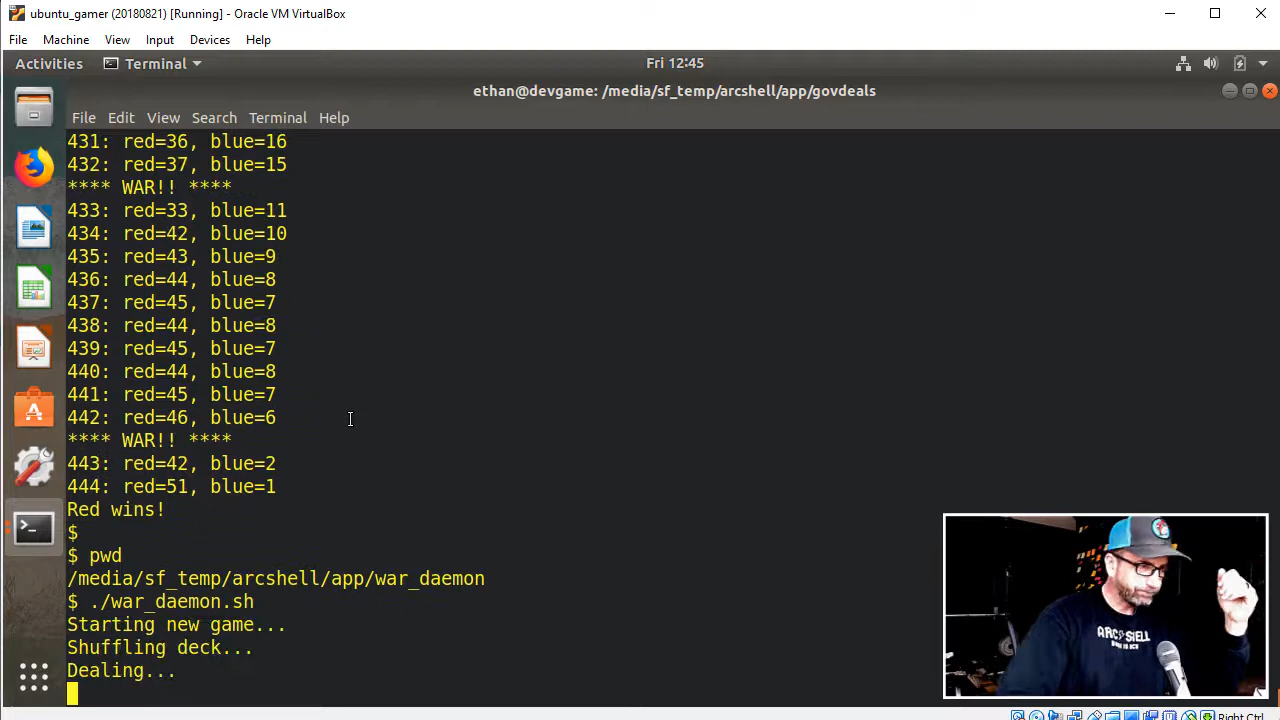 ubuntu_gamer (20180821) [Running] - Oracle VM VirtualBox
File Machine View Input Devices Help
Activities Terminal Fri 12:45
ethan@devgame: /media/sf_temp/arcshell/app/govdeals
File Edit View Search Terminal Help
431: red=36, blue=16
432: red=37, blue=15
**** WAR!! ****
433: red=33, blue=11
434: red=42, blue=10
435: red=43, blue=9
436: red=44, blue=8
437: red=45, blue=7
438: red=44, blue=8
439: red=45, blue=7
440: red=44, blue=8
441: red=45, blue=7
442: red=46, blue=6
**** WAR!! ****
443: red=42, blue=2
444: red=51, blue=1
Red wins!
$
$ pwd
/media/sf_temp/arcshell/app/war_daemon
$ ./war_daemon.sh
Starting new game...
Shuffling deck...
Dealing...
Right Ctrl